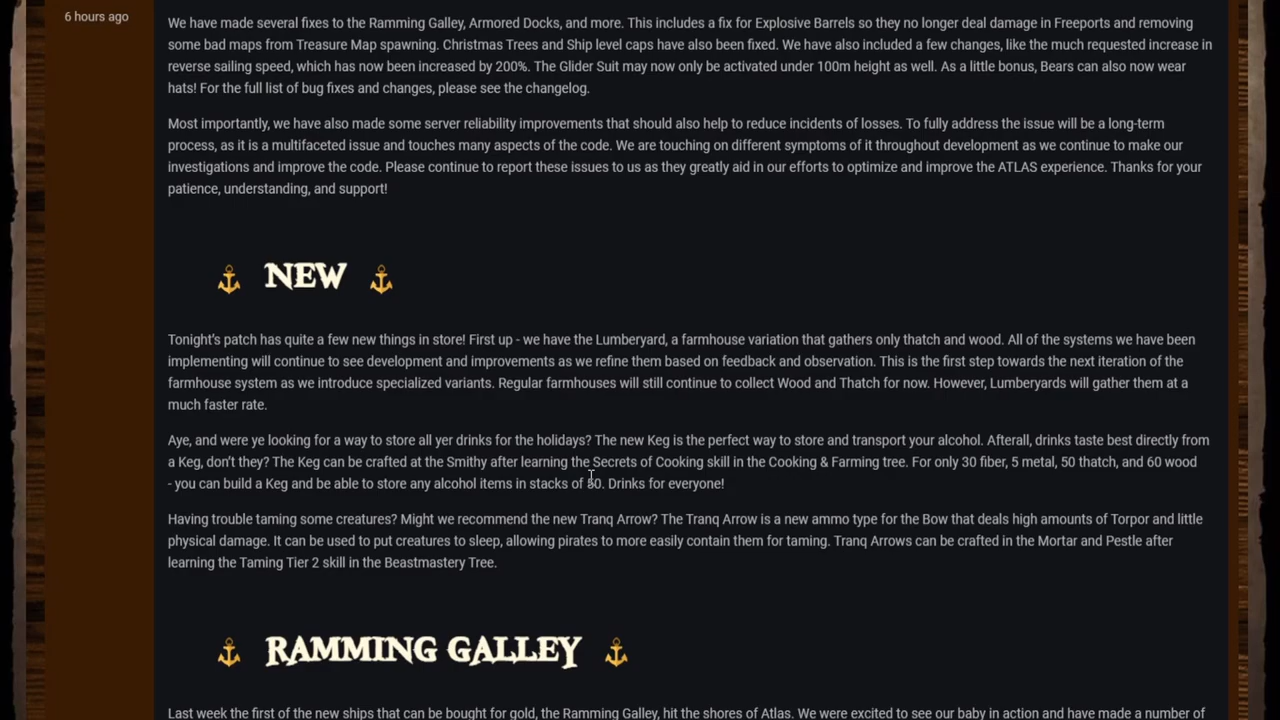 6 hours ago
We have made several fixes to the Ramming Galley, Armored Docks, and more. This includes a fix for Explosive Barrels so they no longer deal damage in Freeports and removing
some bad maps from Treasure Map spawning. Christmas Trees and Ship level caps have also been fixed. We have also included a few changes, like the much requested increase in
reverse sailing speed, which has now been increased by 200%. The Glider Suit may now only be activated under 100m height as well. As a little bonus, Bears can also now wear
hats! For the full list of bug fixes and changes, please see the changelog.
Most importantly, we have also made some server reliability improvements that should also help to reduce incidents of losses. To fully address the issue will be a long-term
process, as it is a multifaceted issue and touches many aspects of the code. We are touching on different symptoms of it throughout development as we continue to make our
investigations and improve the code. Please continue to report these issues to us as they greatly aid in our efforts to optimize and improve the ATLAS experience. Thanks for your
patience, understanding, and support!
NEW
Tonight's patch has quite a few new things in store! First up - we have the Lumberyard, a farmhouse variation that gathers only thatch and wood. All of the systems we have been
implementing will continue to see development and improvements as we refine them based on feedback and observation. This is the first step towards the next iteration of the
farmhouse system as we introduce specialized variants. Regular farmhouses will still continue to collect Wood and Thatch for now. However, Lumberyards will gather them at a
much faster rate.
Aye, and were ye looking for a way to store all yer drinks for the holidays? The new Keg is the perfect way to store and transport your alcohol. Afterall, drinks taste best directly from
a Keg, don't they? The Keg can be crafted at the Smithy after learning the Secrets of Cooking skill in the Cooking & Farming tree. For only 30 fiber, 5 metal, 50 thatch, and 60 wood
- you can build a Keg and be able to store any alcohol items in stacks of 50. Drinks for everyone!
Having trouble taming some creatures? Might we recommend the new Tranq Arrow? The Tranq Arrow is a new ammo type for the Bow that deals high amounts of Torpor and little
physical damage. It can be used to put creatures to sleep, allowing pirates to more easily contain them for taming. Tranq Arrows can be crafted in the Mortar and Pestle after
learning the Taming Tier 2 skill in the Beastmastery Tree.
RAMMING GALLEY
Last week the first of the new ships that can be bought for gold, the Ramming Galley, hit the shores of Atlas. We were excited to see our baby in action and have made a number of